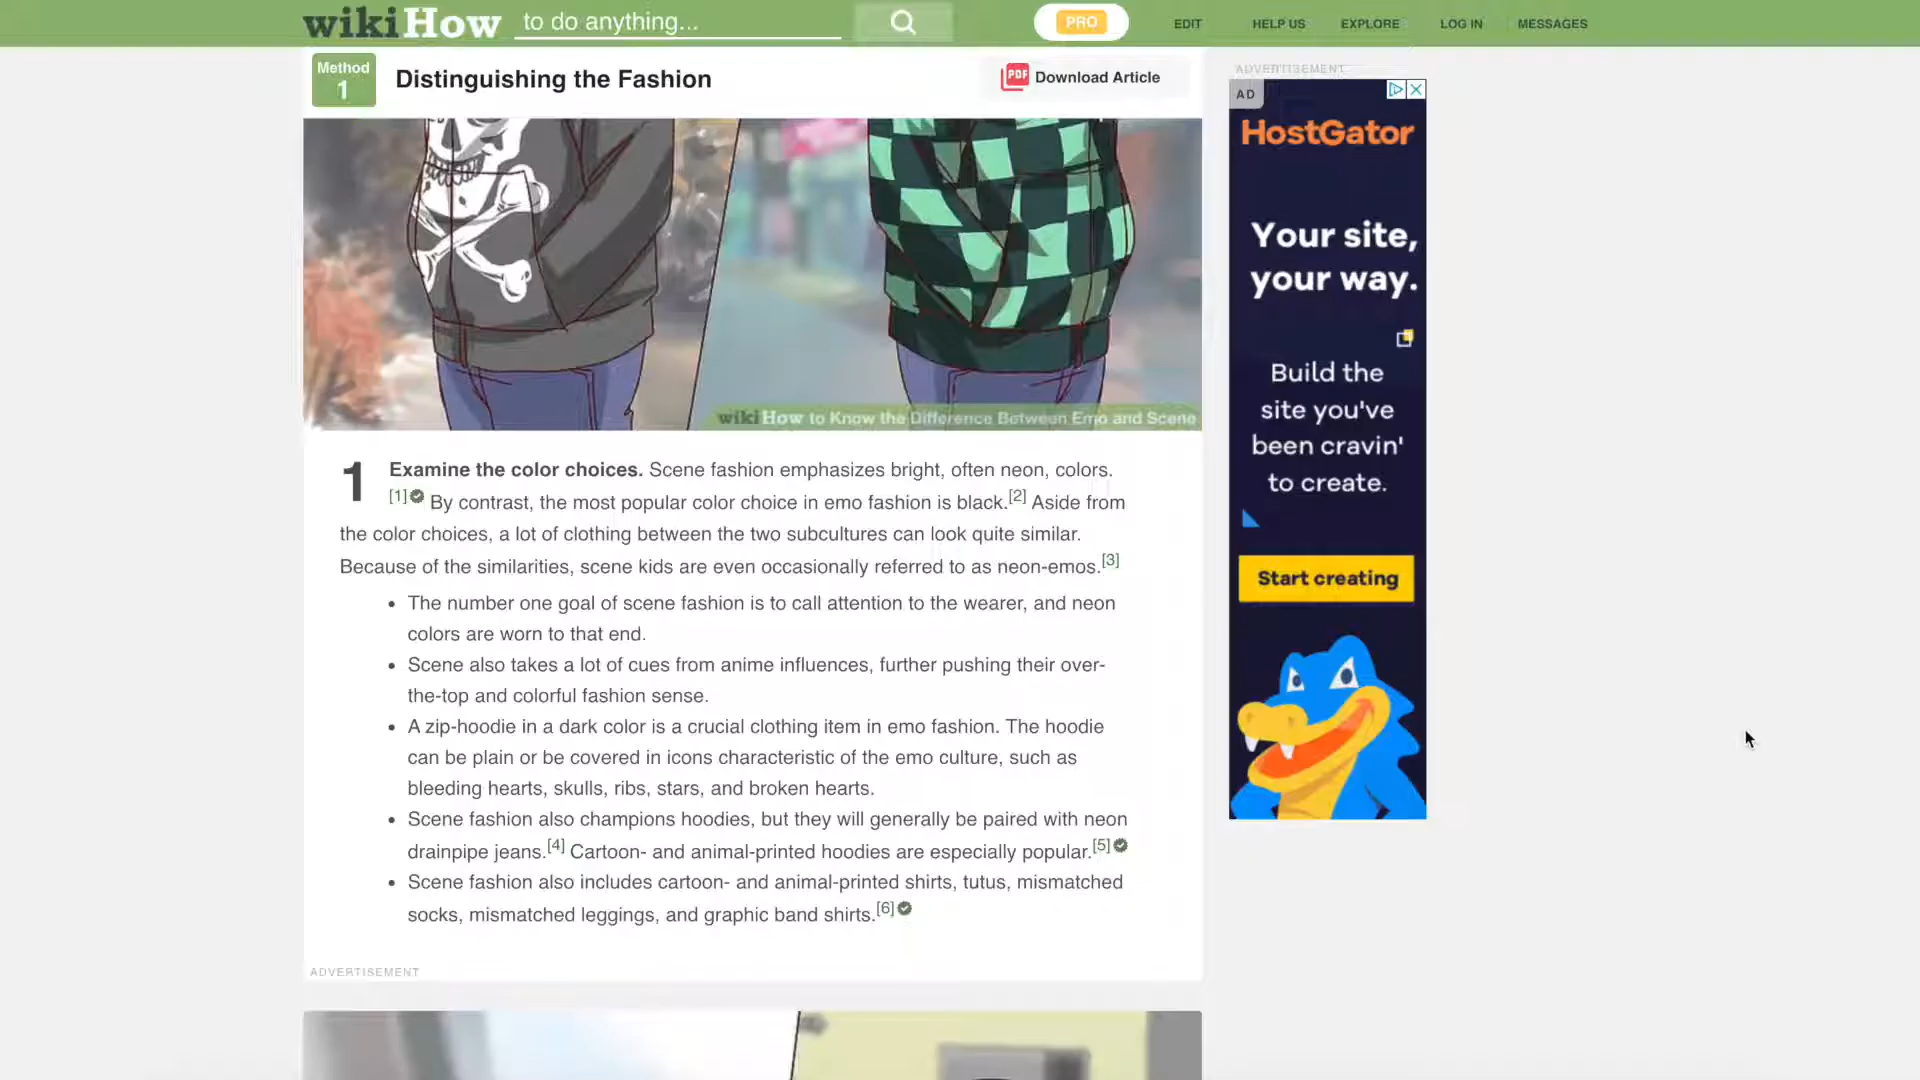 wikiHow to do anything... PRO EDIT HELP US EXPLORE LOG IN MESSAGES
Method
1
Distinguishing the Fashion
PDF Download Article
wikiHow to Know the Difference Between Emo and Scene
1 Examine the color choices. Scene fashion emphasizes bright, often neon, colors.
[1] By contrast, the most popular color choice in emo fashion is black.[2] Aside from
the color choices, a lot of clothing between the two subcultures can look quite similar.
Because of the similarities, scene kids are even occasionally referred to as neon-emos.[3]
• The number one goal of scene fashion is to call attention to the wearer, and neon
colors are worn to that end.
• Scene also takes a lot of cues from anime influences, further pushing their over-
the-top and colorful fashion sense.
• A zip-hoodie in a dark color is a crucial clothing item in emo fashion. The hoodie
can be plain or be covered in icons characteristic of the emo culture, such as
bleeding hearts, skulls, ribs, stars, and broken hearts.
• Scene fashion also champions hoodies, but they will generally be paired with neon
drainpipe jeans.[4] Cartoon- and animal-printed hoodies are especially popular.[5]
• Scene fashion also includes cartoon- and animal-printed shirts, tutus, mismatched
socks, mismatched leggings, and graphic band shirts.[6]
ADVERTISEMENT
ADVERTISEMENT
AD
HostGator
Your site,
your way.
Build the
site you've
been cravin'
to create.
Start creating